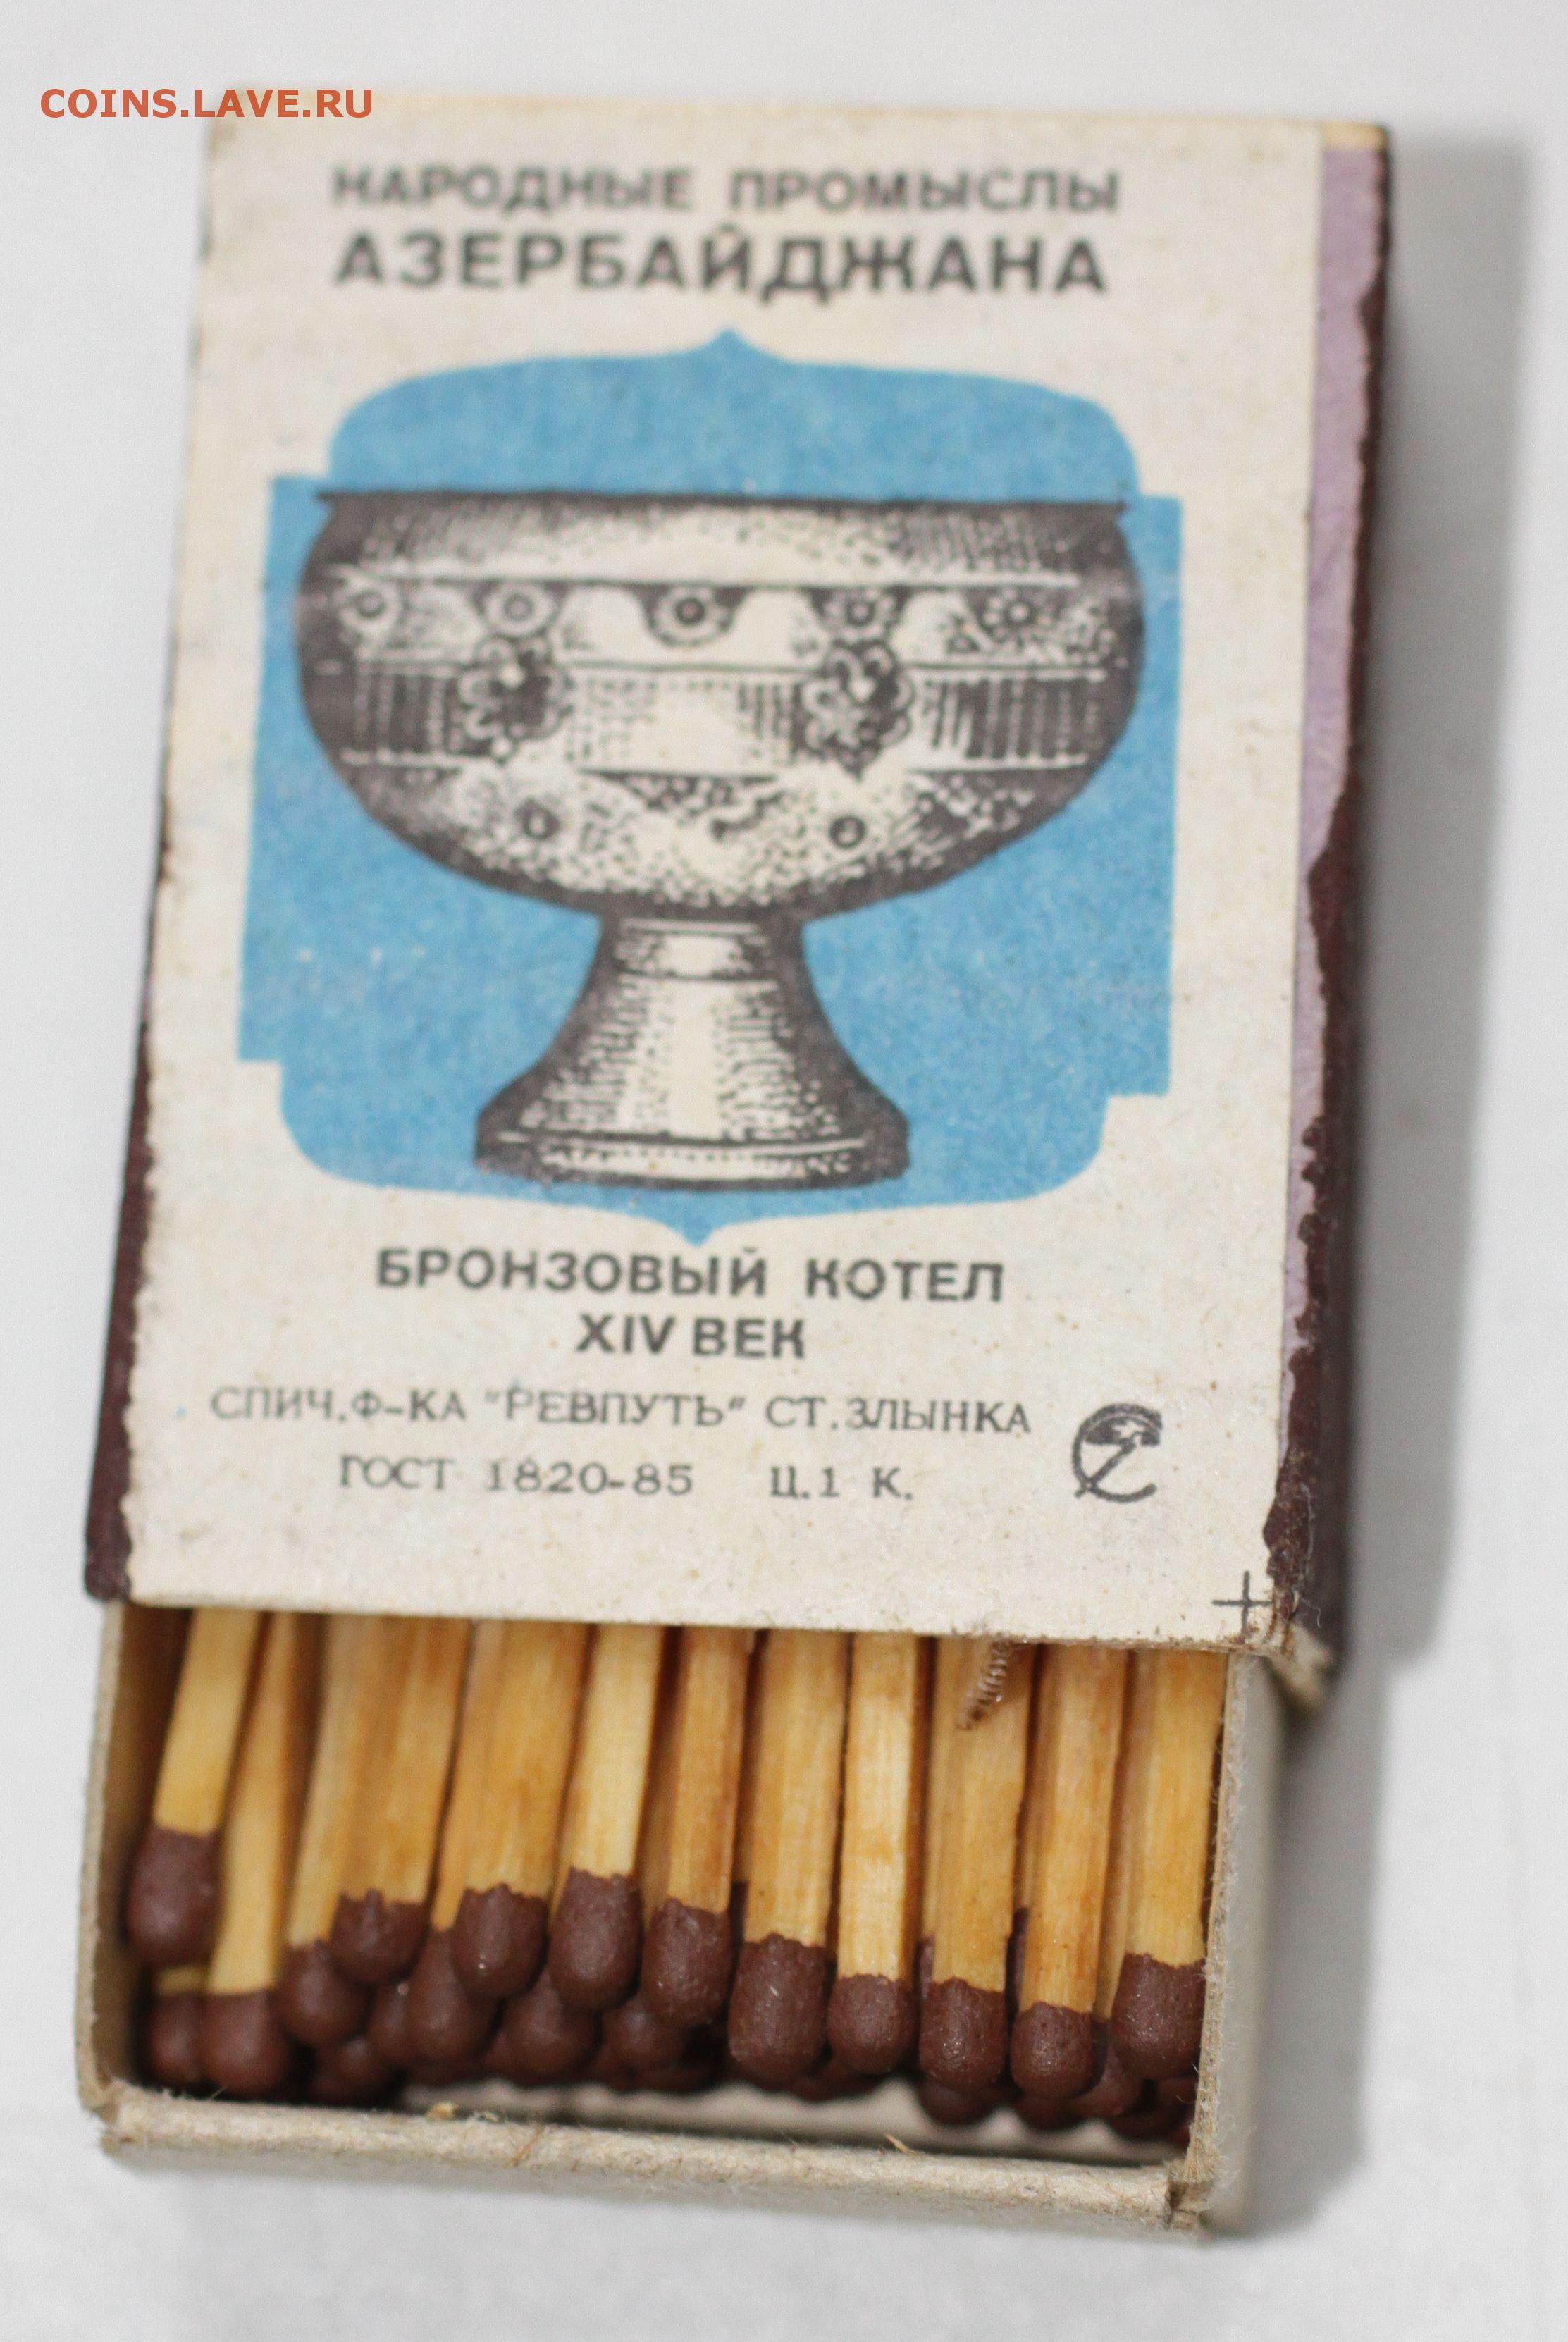 COINS.LAVE.RU
НАРОДНЫЕ ПРОМЫСЛЫ
АЗЕРБАЙДЖАНА
БРОНЗОВЫЙ КОТЕЛ
XIV ВЕК
СПИЧ.Ф-КА "РЕВПУТЬ" СТ.ЗЛЫНКА
ГОСТ 1820-85 Ц.1 К.